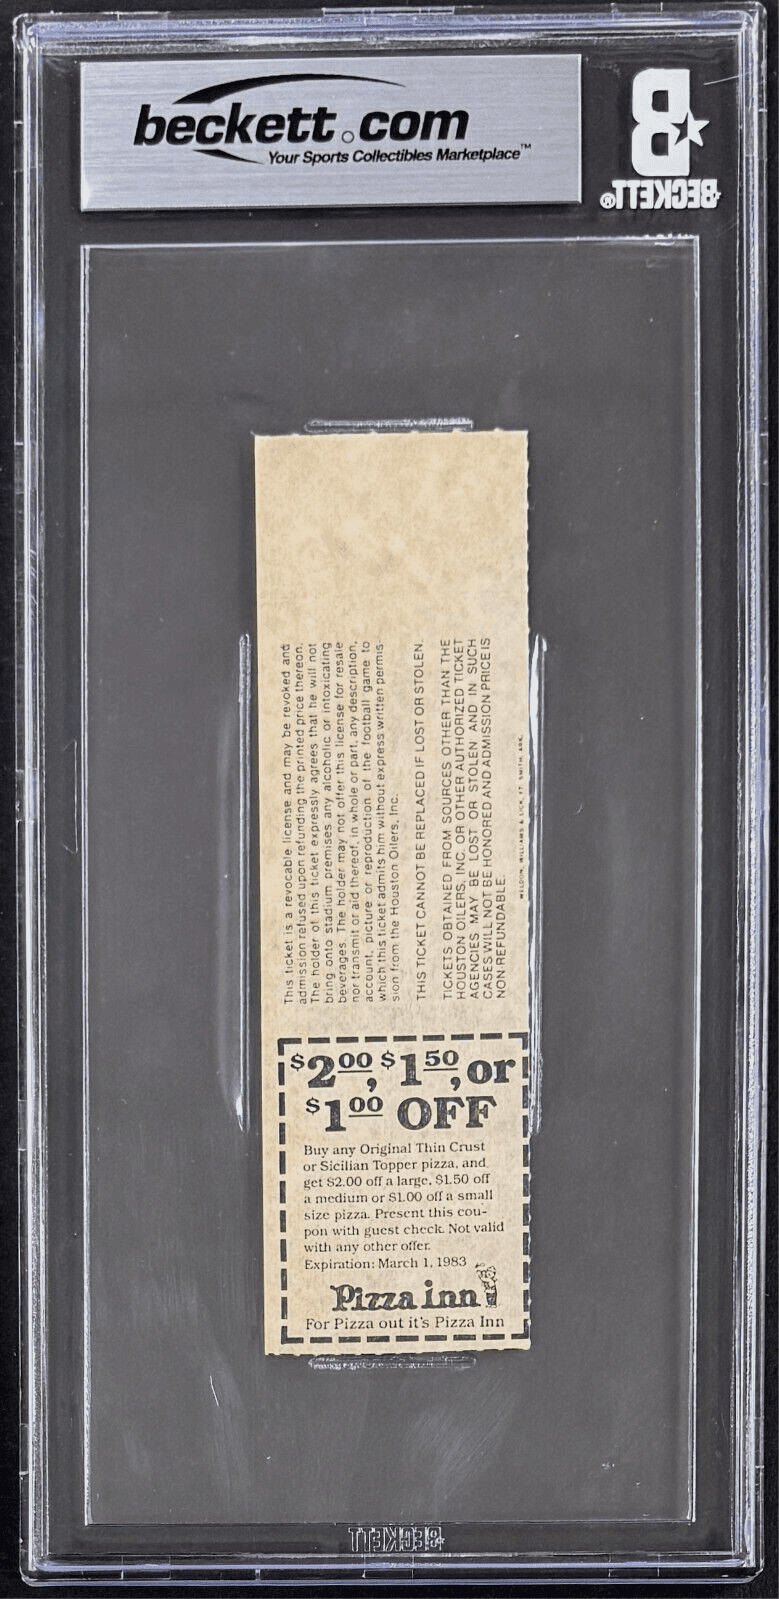 beckett.com
Your Sports Collectibles Marketplace™
B
BECKETT®
This ticket is a revocable license and may be revoked and
admission refused upon refunding the printed price thereon.
The holder of this ticket expressly agrees that he will not
bring onto stadium premises any alcoholic or intoxicating
beverages. The holder may not offer this license for resale
nor transmit or aid thereof, in whole or part, any description,
account, picture or reproduction of the football game to
which this ticket admits him without express written permis-
sion from the Houston Oilers, Inc.
THIS TICKET CANNOT BE REPLACED IF LOST OR STOLEN.
TICKETS OBTAINED FROM SOURCES OTHER THAN THE
HOUSTON OILERS, INC. OR OTHER AUTHORIZED TICKET
AGENCIES MAY BE LOST OR STOLEN AND IN SUCH
CASES WILL NOT BE HONORED AND ADMISSION PRICE IS
NON-REFUNDABLE.
WELDON, WILLIAMS & LICK, FT. SMITH, ARK.
$2.00, $1.50, or
$1.00 OFF
Buy any Original Thin Crust
or Sicilian Topper pizza, and
get $2.00 off a large, $1.50 off
a medium or $1.00 off a small
size pizza. Present this cou-
pon with guest check. Not valid
with any other offer.
Expiration: March 1, 1983
Pizza inn
For Pizza out it's Pizza Inn
BECKETT